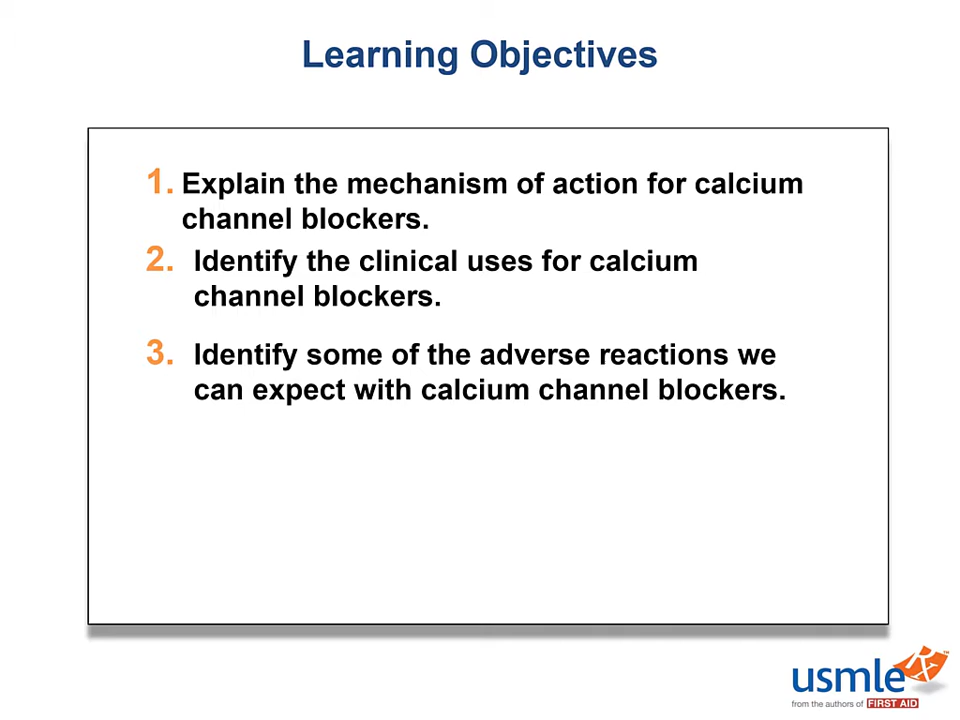 Learning Objectives
1. Explain the mechanism of action for calcium
channel blockers.
2. Identify the clinical uses for calcium
channel blockers.
3. Identify some of the adverse reactions we
can expect with calcium channel blockers.
usmle Rx™
from the authors of FIRST AID